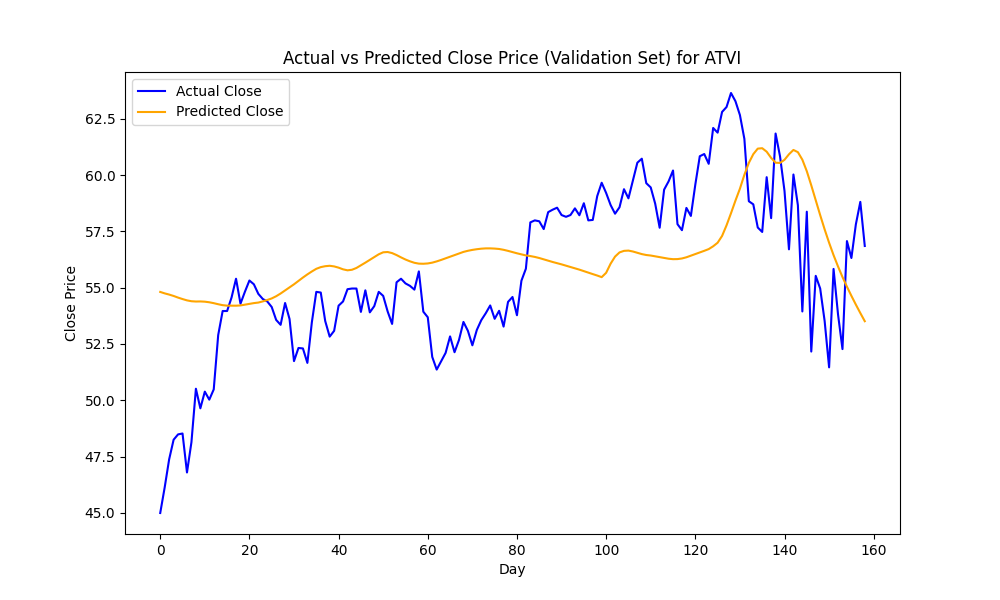 Actual vs Predicted Close Price (Validation Set) for ATVI
Actual Close
Predicted Close
Close Price
62.5
60.0
57.5
55.0
52.5
50.0
47.5
45.0
0 20 40 60 80 100 120 140 160
Day